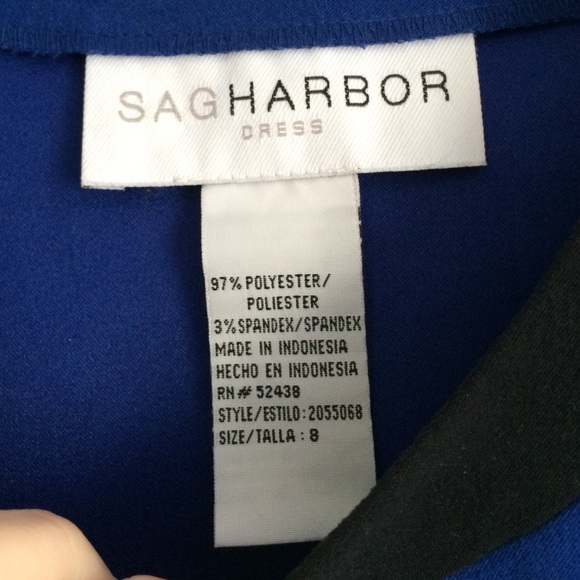 SAGHARBOR
DRESS
97% POLYESTER/
POLIESTER
3% SPANDEX/SPANDEX
MADE IN INDONESIA
HECHO EN INDONESIA
RN# 52438
STYLE/ESTILO: 2055068
SIZE/TALLA : 8